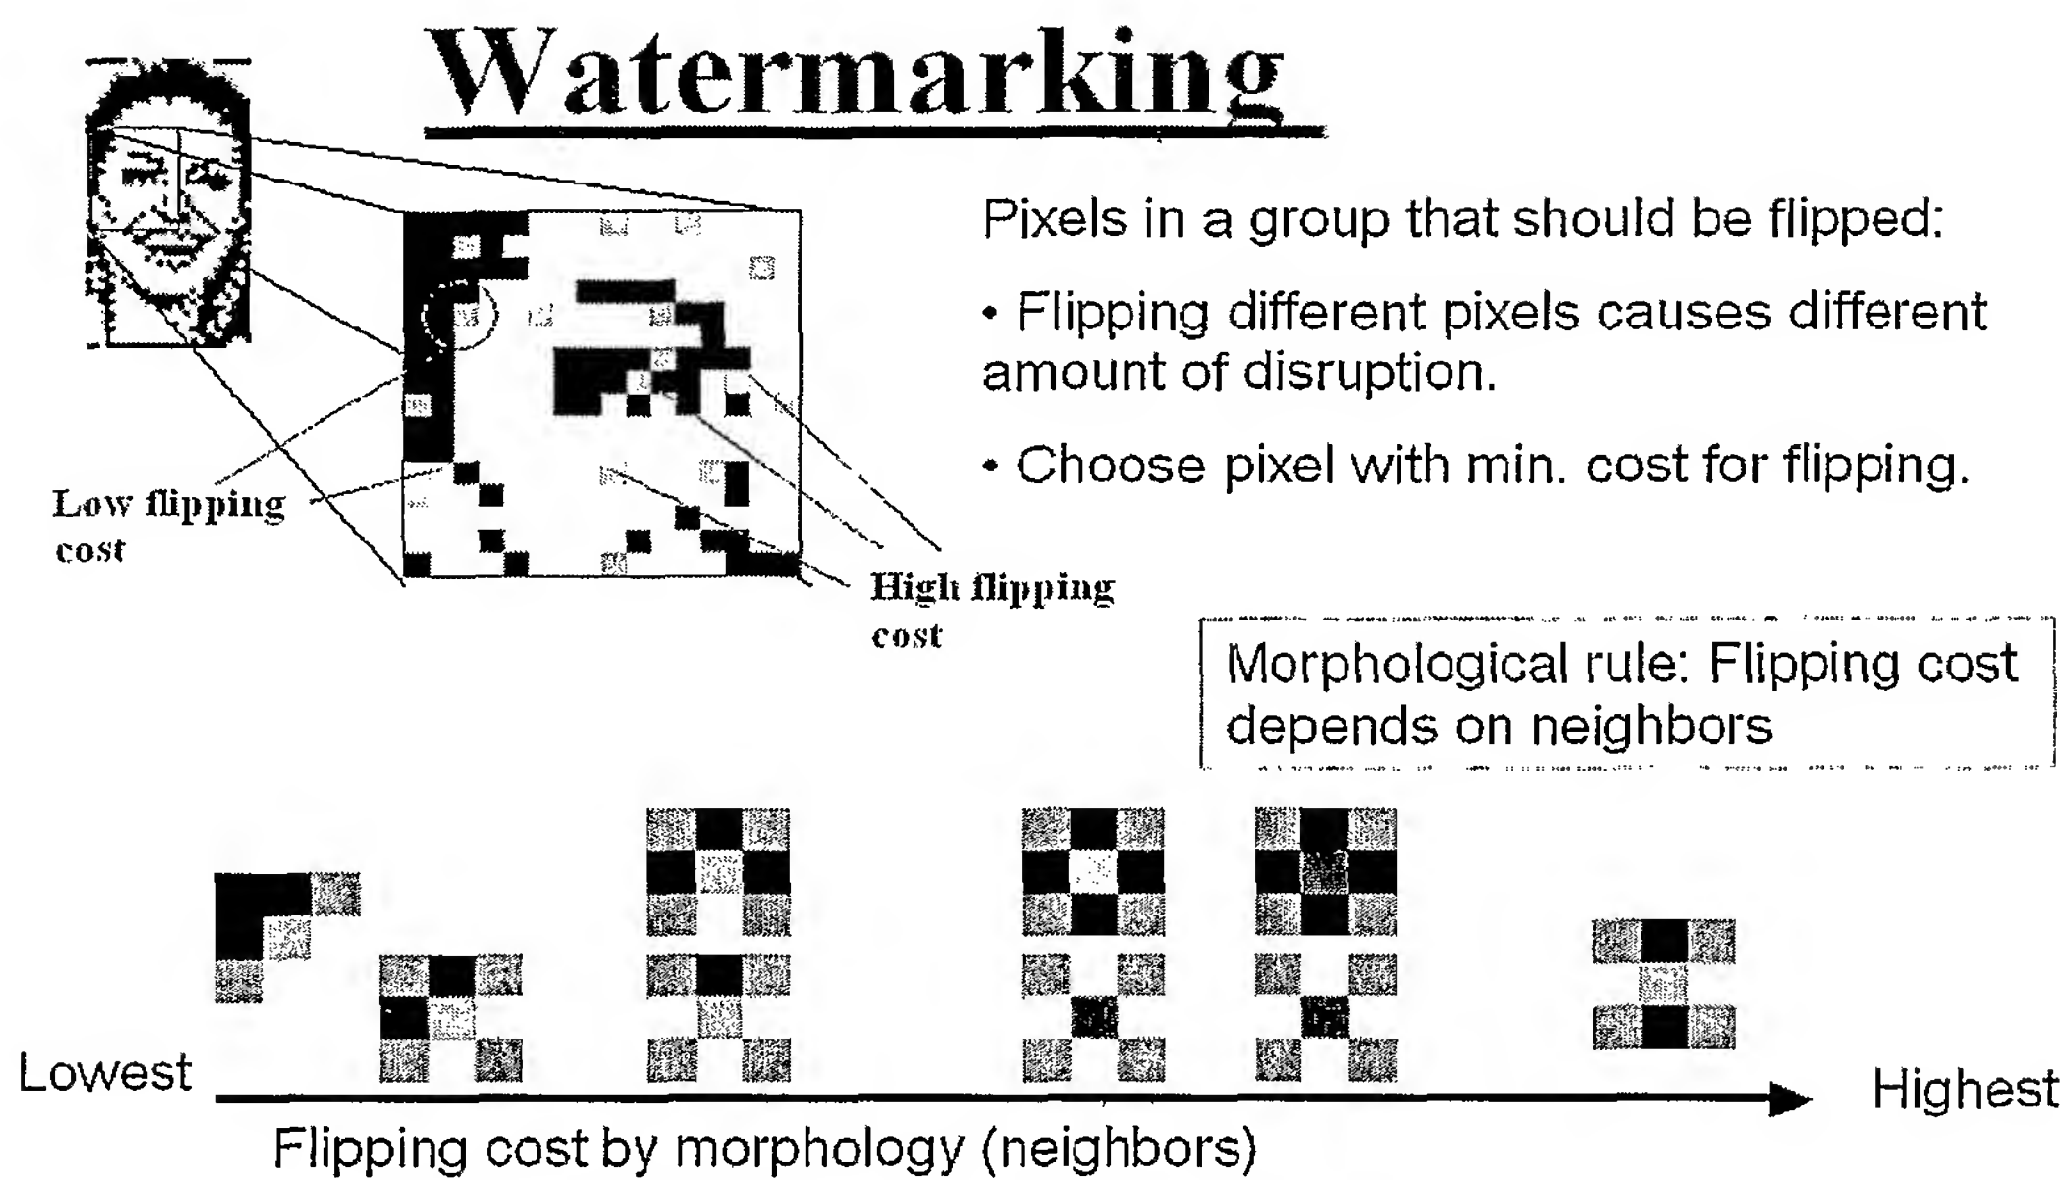 Watermarking
Pixels in a group that should be flipped:
• Flipping different pixels causes different
amount of disruption.
• Choose pixel with min. cost for flipping.
Low flipping
cost
High flipping
cost
Morphological rule: Flipping cost
depends on neighbors
Lowest
Highest
Flipping cost by morphology (neighbors)